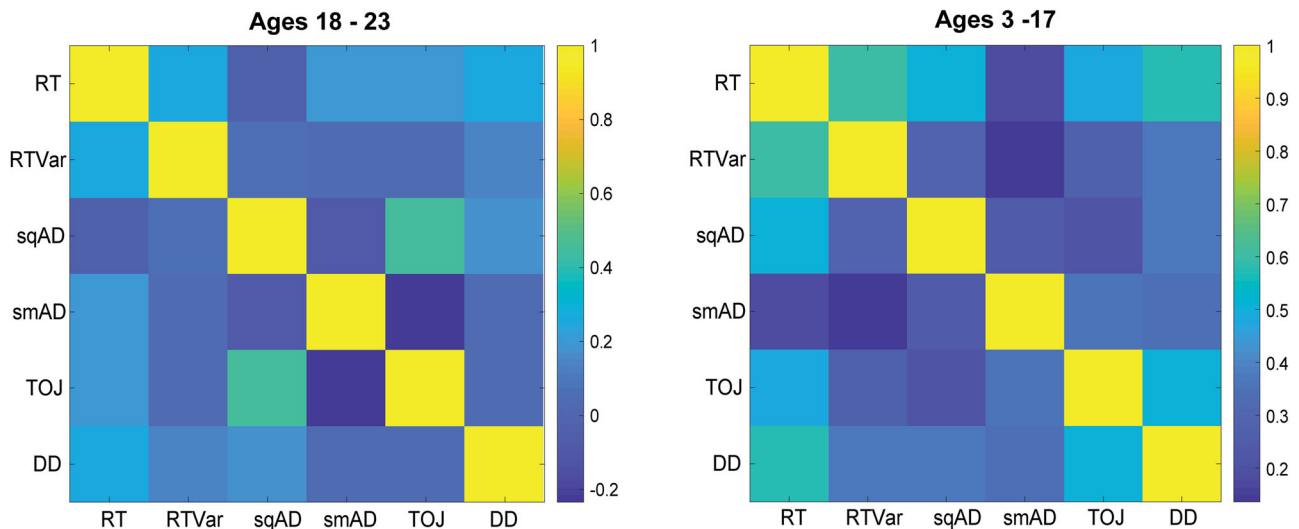 Ages 18 - 23
RT
RTVar
sqAD
smAD
TOJ
DD
RT RTVar sqAD smAD TOJ DD
1
0.8
0.6
0.4
0.2
0
-0.2
Ages 3 -17
RT
RTVar
sqAD
smAD
TOJ
DD
RT RTVar sqAD smAD TOJ DD
1
0.9
0.8
0.7
0.6
0.5
0.4
0.3
0.2